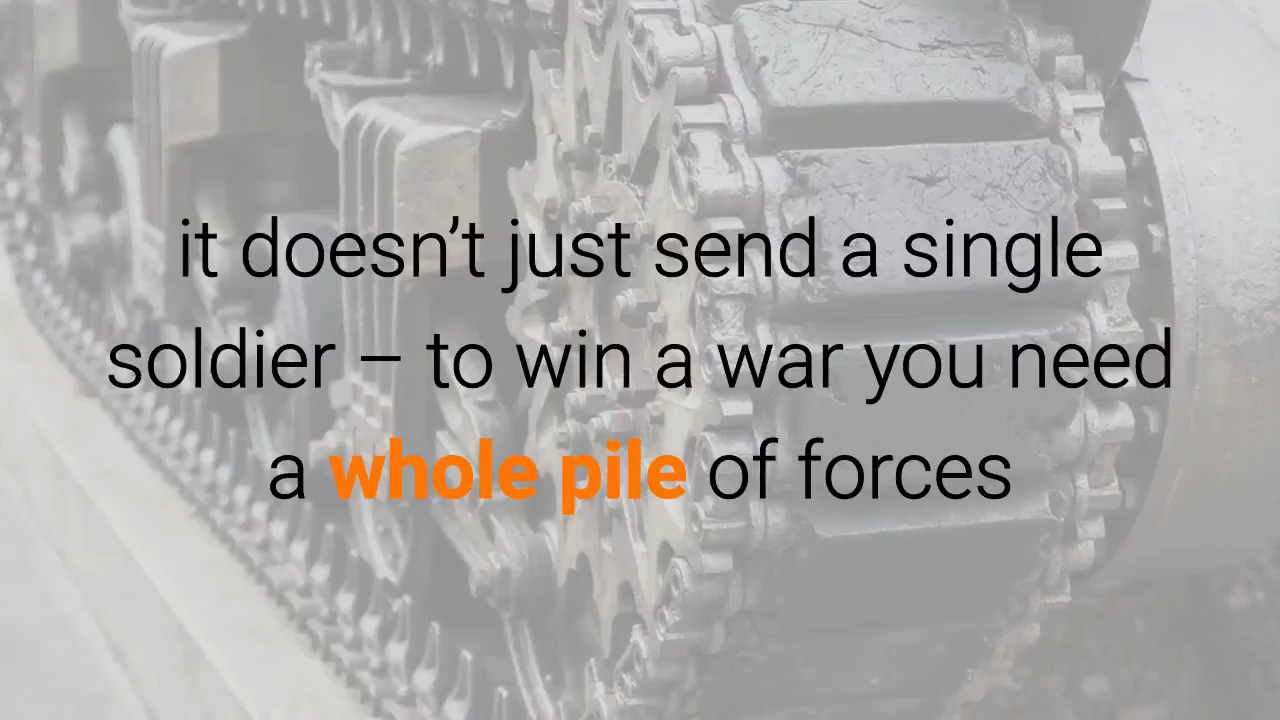 it doesn’t just send a single
soldier – to win a war you need
a whole pile of forces